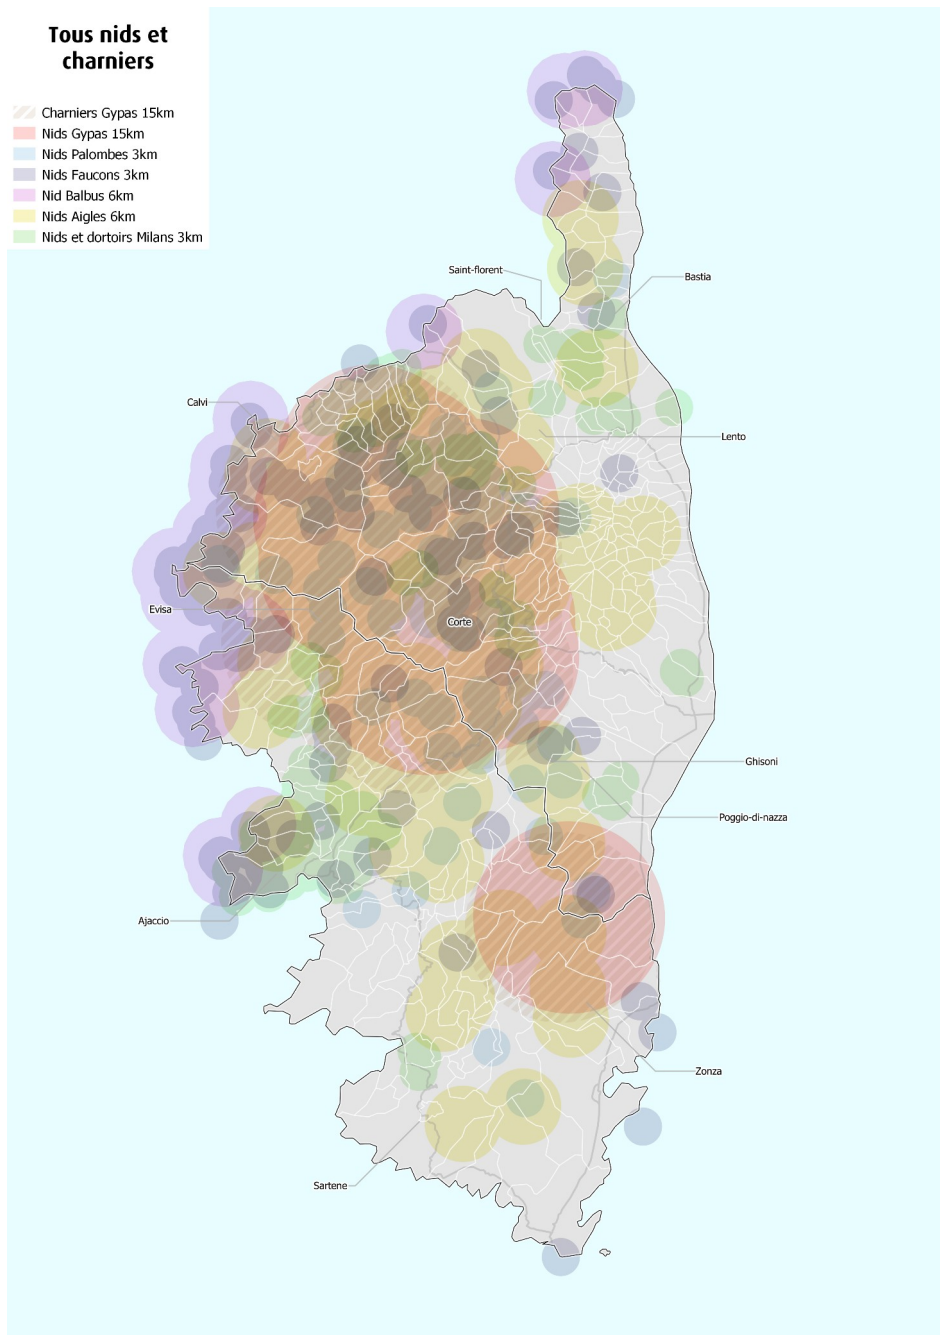 Tous nids et
charniers
Charniers Gypas 15km
Nids Gypas 15km
Nids Palombes 3km
Nids Faucons 3km
Nid Balbus 6km
Nids Aigles 6km
Nids et dortoirs Milans 3km
Saint-florent
Bastia
Calvi
Lento
Evisa
Corte
Ghisoni
Poggio-di-nazza
Ajaccio
Zonza
Sartene